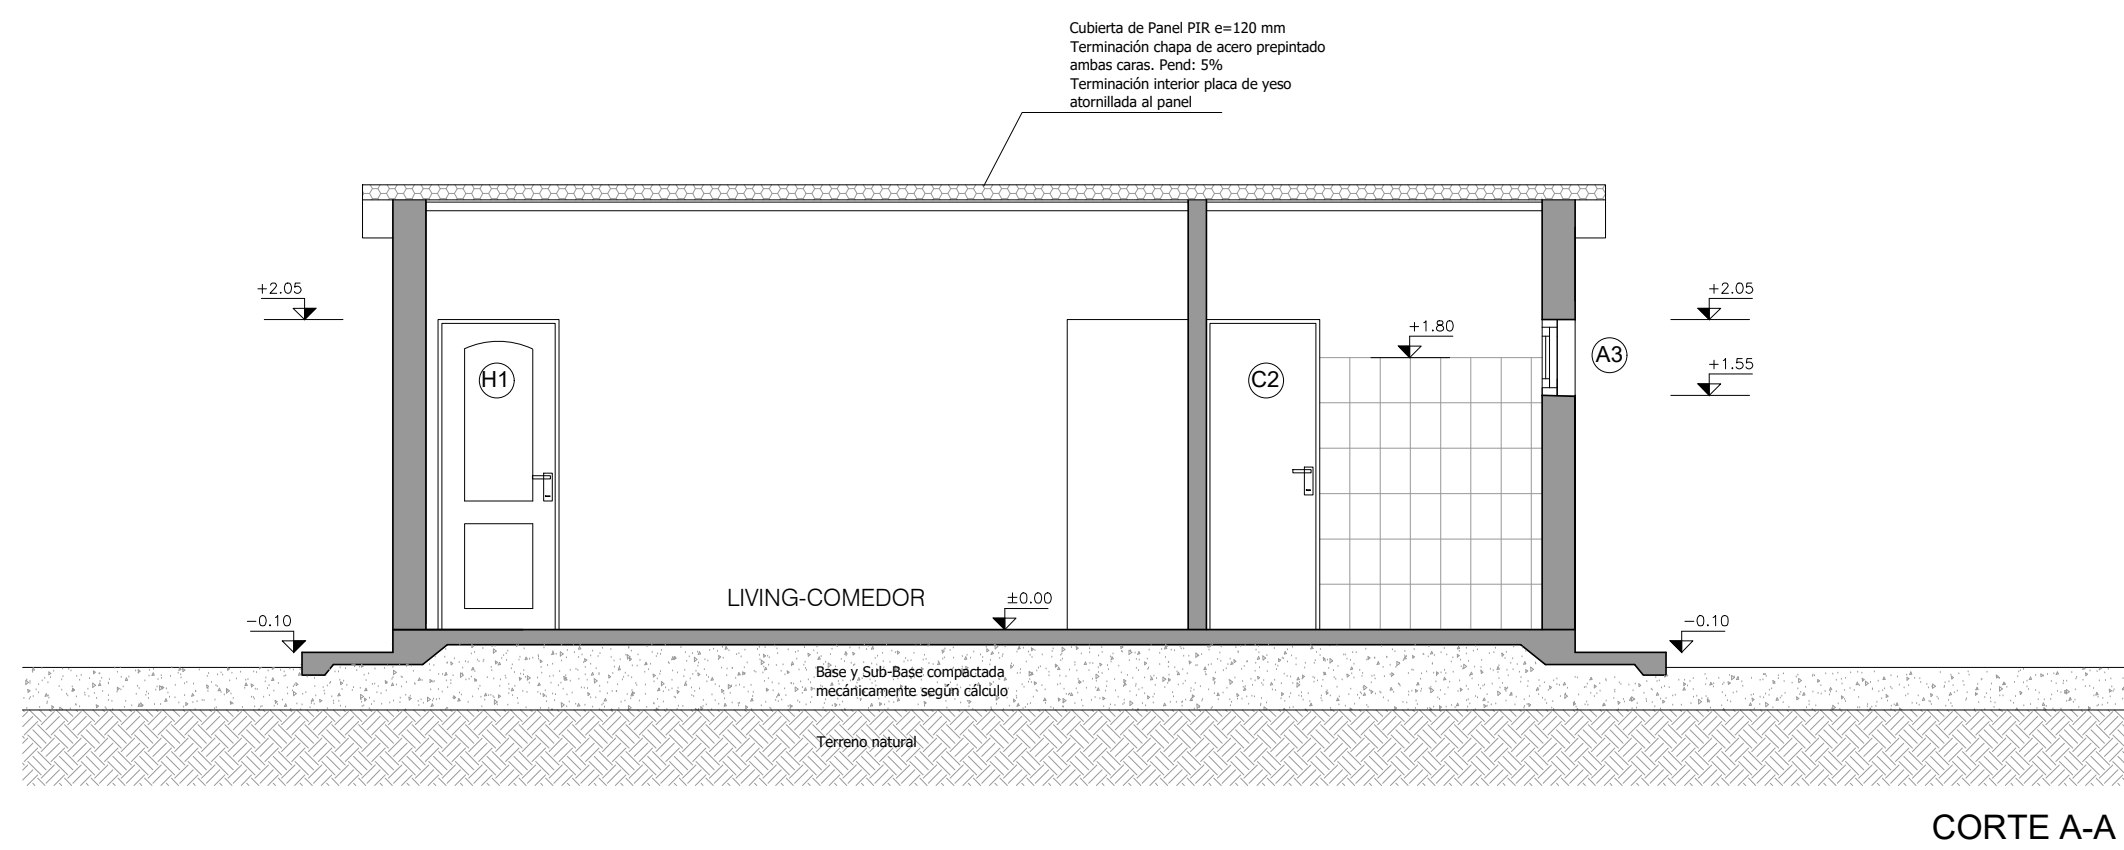 Cubierta de Panel PIR e=120 mm
Terminación chapa de acero prepintado
ambas caras. Pend: 5%
Terminación interior placa de yeso
atornillada al panel
+2.05
+2.05
+1.80
H1
C2
A3
+1.55
LIVING-COMEDOR
±0.00
-0.10
-0.10
Base y Sub-Base compactada
mecánicamente según cálculo
Terreno natural
CORTE A-A